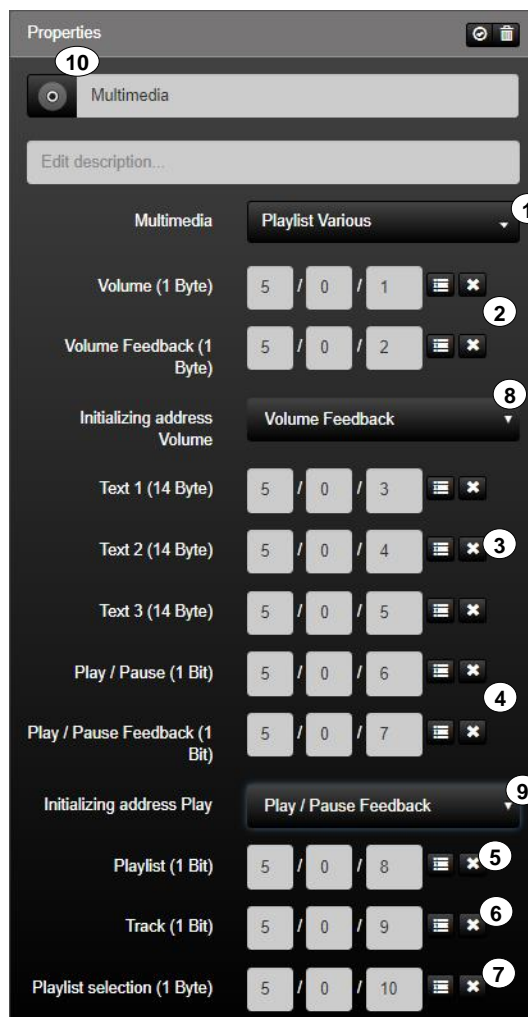 Properties
10
Multimedia
Edit description...
Multimedia Playlist Various 1
Volume (1 Byte) 5 / 0 / 1
2
Volume Feedback (1 5 / 0 / 2
Byte)
8
Initializing address Volume Feedback
Volume
Text 1 (14 Byte) 5 / 0 / 3
Text 2 (14 Byte) 5 / 0 / 4 3
Text 3 (14 Byte) 5 / 0 / 5
Play / Pause (1 Bit) 5 / 0 / 6
4
Play / Pause Feedback (1 5 / 0 / 7
Bit)
Initializing address Play Play / Pause Feedback 9
Playlist (1 Bit) 5 / 0 / 8 5
Track (1 Bit) 5 / 0 / 9 6
Playlist selection (1 Byte) 5 / 0 / 10 7